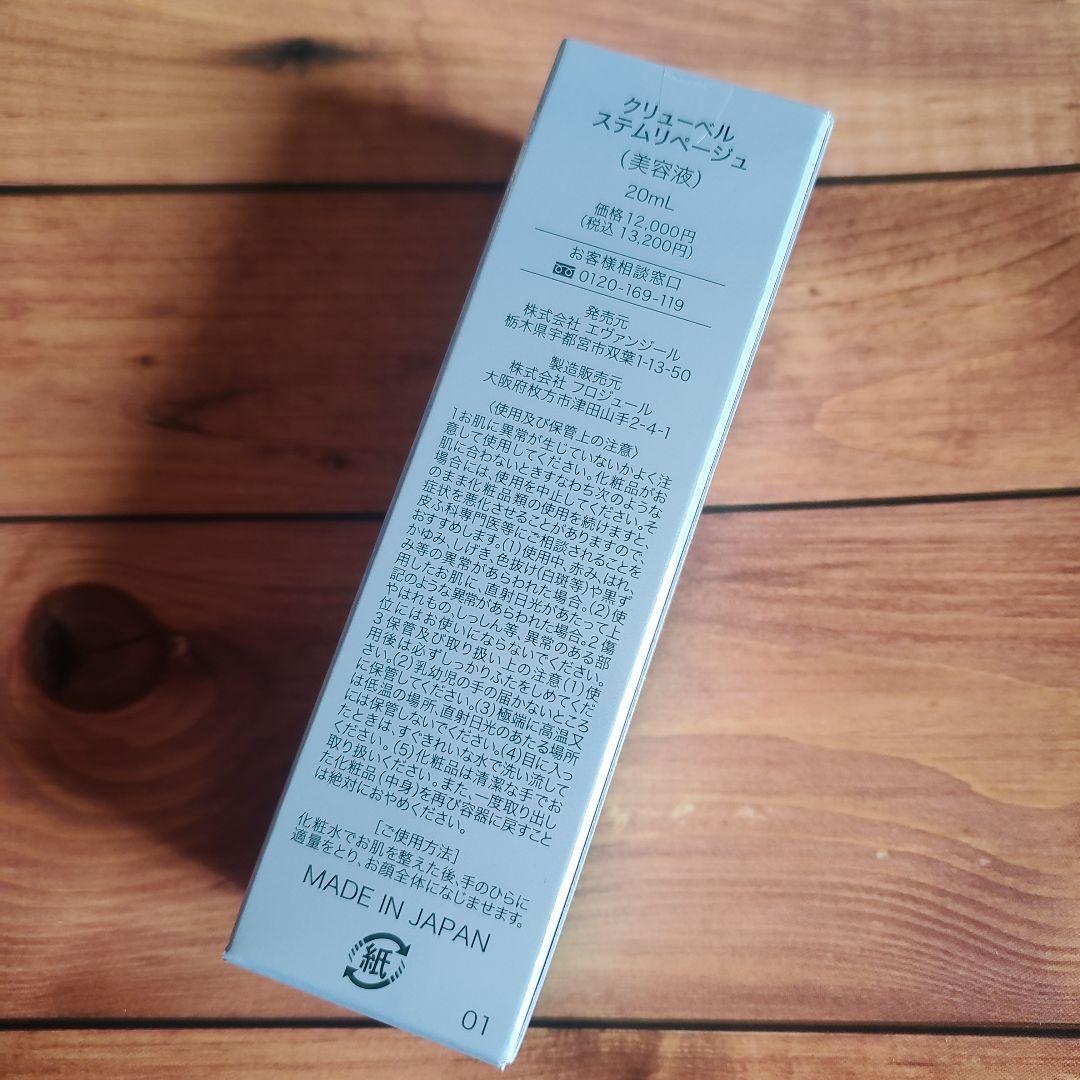 クリューベル
ステムリページュ
(美容液)
20mL
価格12,000円
(税込 13,200円)
お客様相談窓口
0120-169-119
発売元
株式会社 エヴァンジール
栃木県宇都宮市双葉1-13-50
製造販売元
株式会社 フロジュール
大阪府枚方市津田山手2-4-1
〈使用及び保管上の注意〉
1お肌に異常が生じていないかよく注
意して使用してください。化粧品がお
肌に合わないときすなわち次のような
場合には、使用を中止してください。そ
のまま化粧品類の使用を続けますと、
症状を悪化させることがありますので、
皮ふ科専門医等にご相談されることを
おすすめします。(1)使用中、赤み、はれ、
かゆみ、しげき、色抜け(白斑等)や黒ず
み等の異常があらわれた場合。(2)使
用したお肌に、直射日光があたって上
記のような異常があらわれた場合。2傷
やはれもの、しっしん等、異常のある部
位にはお使いにならないでください。
3保管及び取り扱い上の注意(1)使
用後は必ずしっかりふたをしめてくだ
さい。(2)乳幼児の手の届かないところ
に保管してください。(3)極端に高温又
は低温の場所、直射日光のあたる場所
には保管しないでください。(4)目に入っ
たときは、すぐきれいな水で洗い流して
ください。(5)化粧品は清潔な手でお
取り扱いください。また、一度取り出し
た化粧品(中身)を再び容器に戻すこと
は絶対におやめください。
[ご使用方法]
化粧水でお肌を整えた後、手のひらに
適量をとり、お顔全体になじませます。
MADE IN JAPAN
紙
01